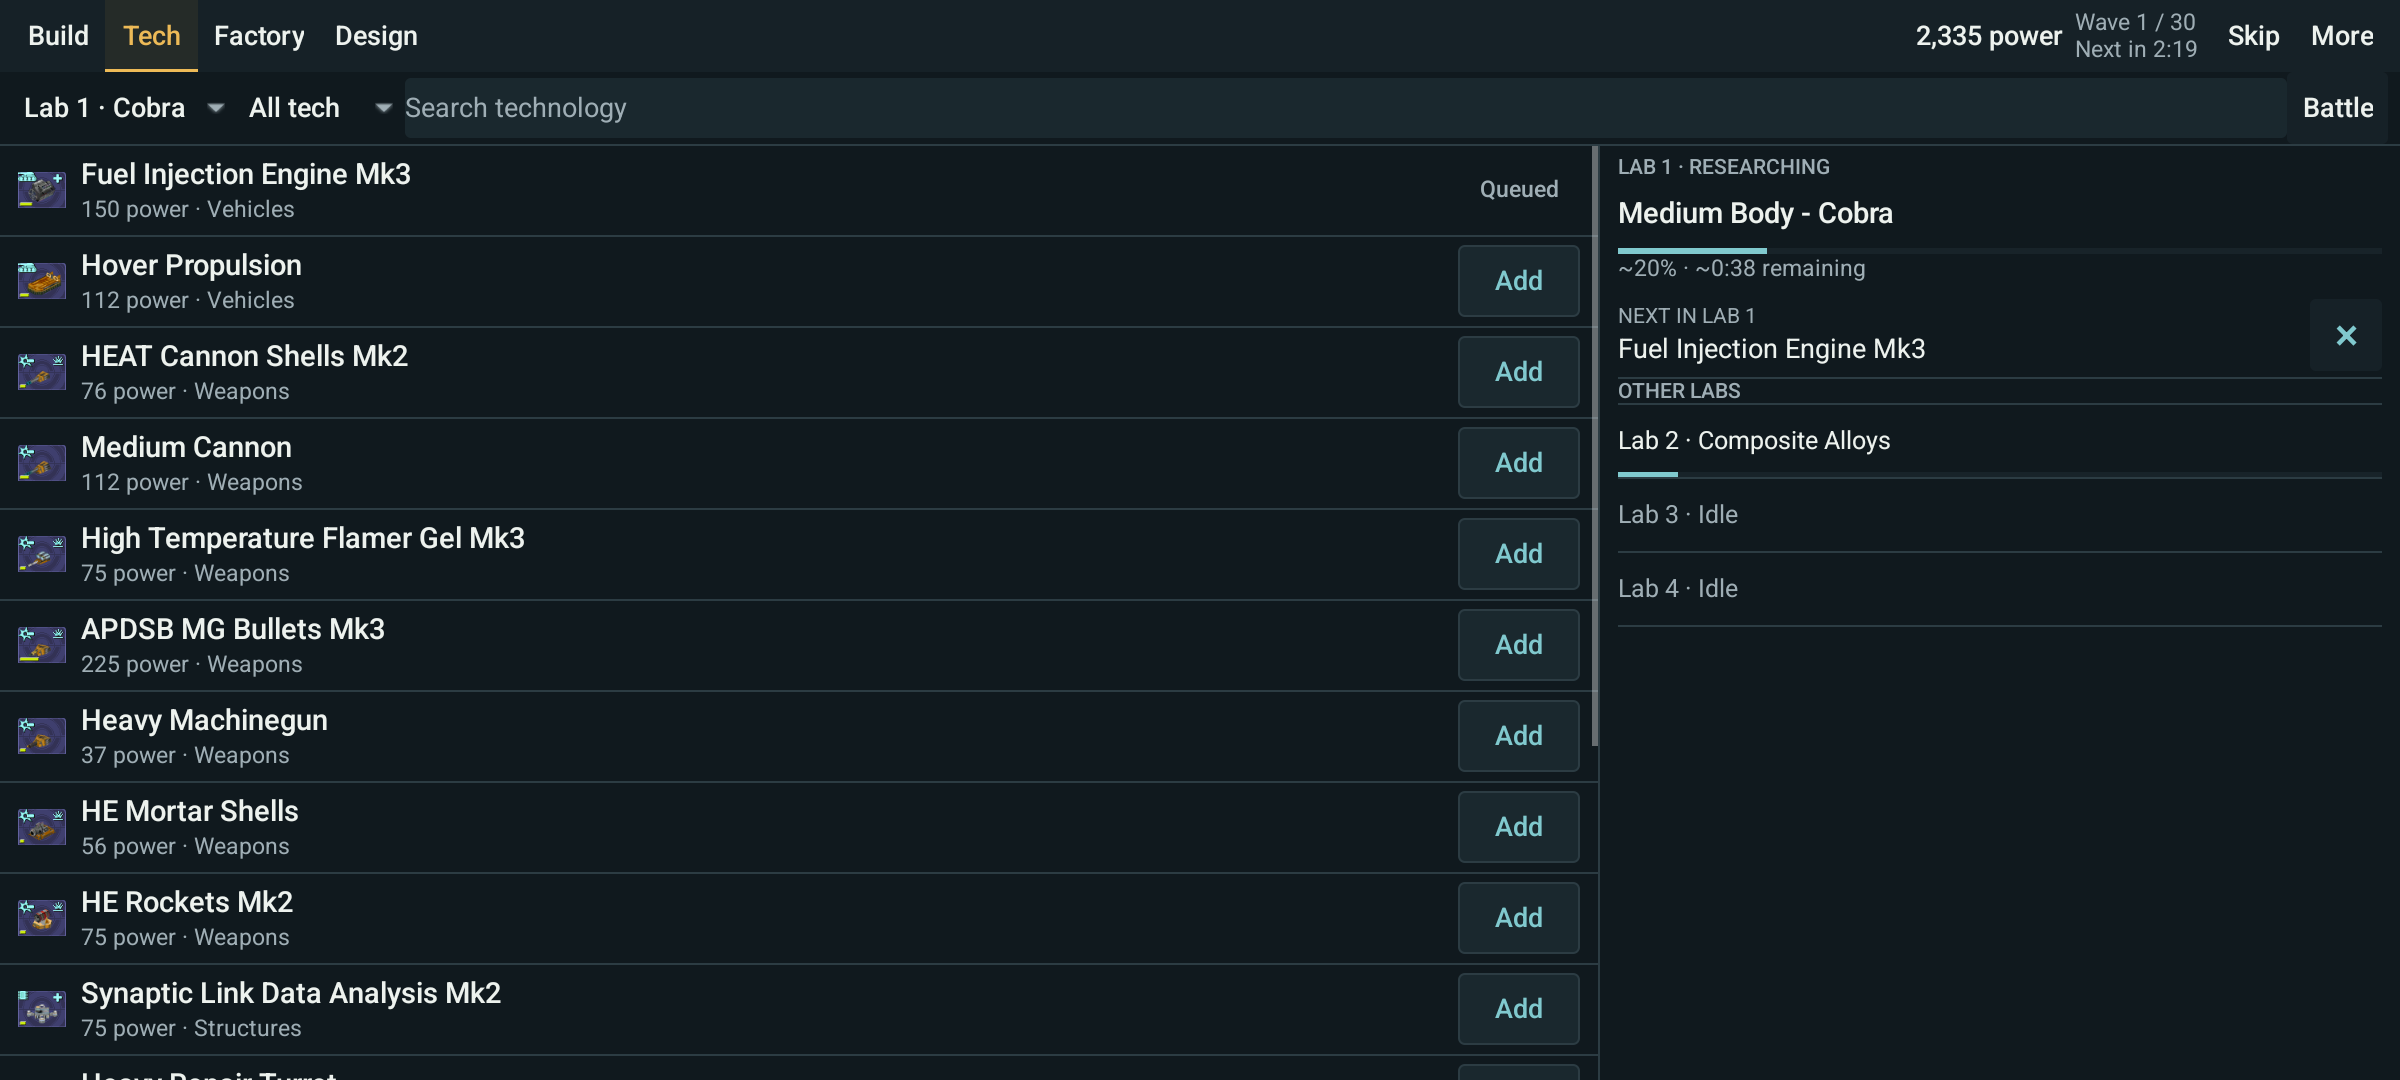 Build Tech Factory Design 2,335 power Wave 1 / 30 Skip More
Next in 2:19
Lab 1 · Cobra All tech Search technology Battle
Fuel Injection Engine Mk3
150 power · Vehicles
Queued
Hover Propulsion
112 power · Vehicles
Add
HEAT Cannon Shells Mk2
76 power · Weapons
Add
Medium Cannon
112 power · Weapons
Add
High Temperature Flamer Gel Mk3
75 power · Weapons
Add
APDSB MG Bullets Mk3
225 power · Weapons
Add
Heavy Machinegun
37 power · Weapons
Add
HE Mortar Shells
56 power · Weapons
Add
HE Rockets Mk2
75 power · Weapons
Add
Synaptic Link Data Analysis Mk2
75 power · Structures
Add
Heavy Repair Turret
LAB 1 · RESEARCHING
Medium Body - Cobra
~20% · ~0:38 remaining
NEXT IN LAB 1
Fuel Injection Engine Mk3
OTHER LABS
Lab 2 · Composite Alloys
Lab 3 · Idle
Lab 4 · Idle